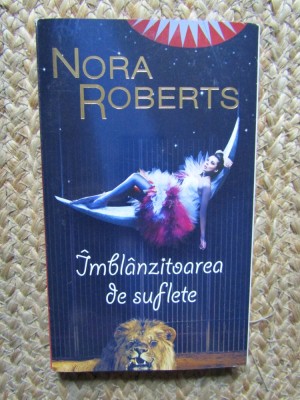 NORA
ROBERTS
Îmblânzitoarea
de suflete